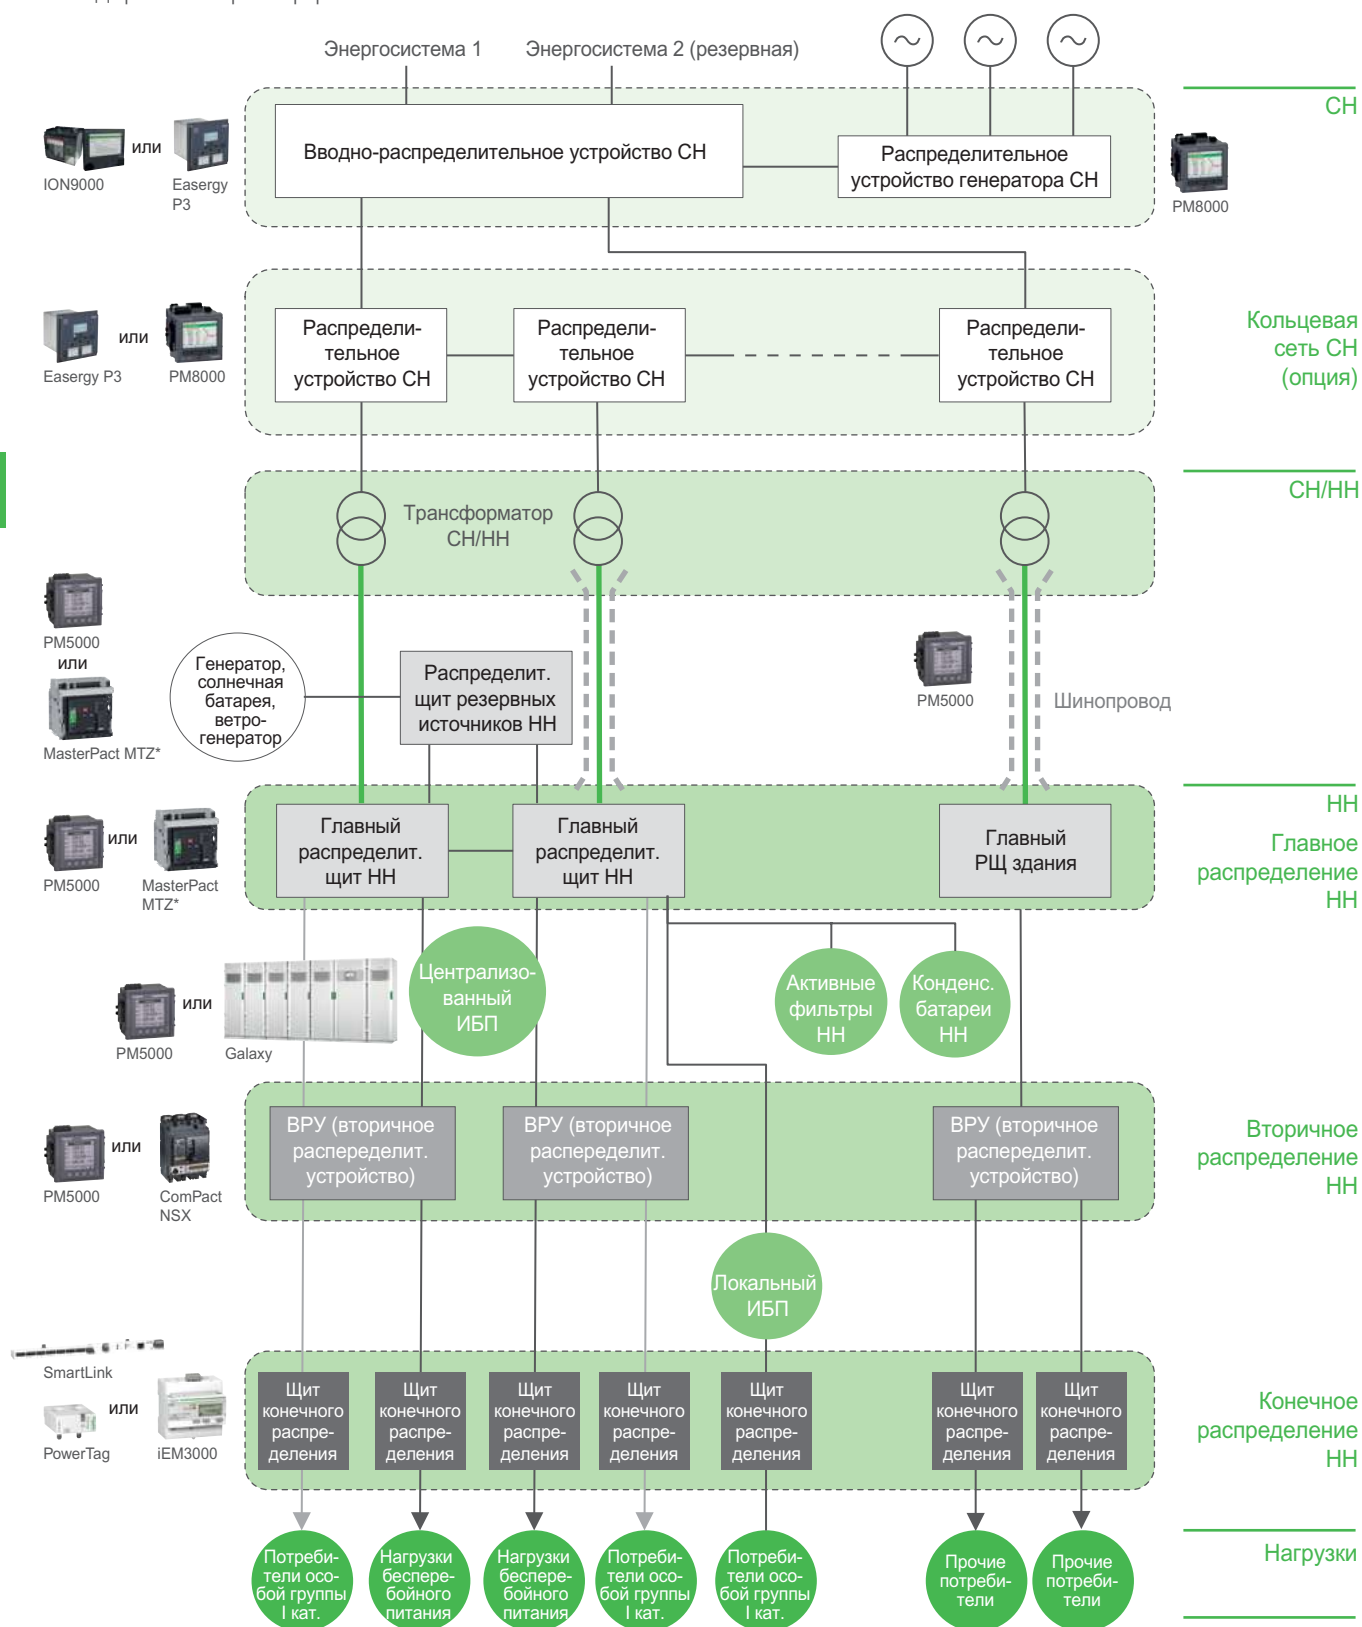 Энергосистема 1
Энергосистема 2 (резервная)
СН
ION9000
или
Easergy
P3
Вводно-распределительное устройство СН
Распределительное
устройство генератора СН
PM8000
Easergy P3
или
PM8000
Распредели-
тельное
устройство СН
Распредели-
тельное
устройство СН
Распредели-
тельное
устройство СН
Кольцевая
сеть СН
(опция)
Трансформатор
СН/НН
СН/НН
PM5000
или
MasterPact MTZ*
Генератор,
солнечная
батарея,
ветро-
генератор
Распределит.
щит резервных
источников НН
PM5000
Шинопровод
PM5000
или
MasterPact
MTZ*
Главный
распределит.
щит НН
Главный
распределит.
щит НН
Главный
РЩ здания
НН
Главное
распределение
НН
PM5000
или
Galaxy
Централизо-
ванный
ИБП
Активные
фильтры
НН
Конденс.
батареи
НН
PM5000
или
ComPact
NSX
ВРУ (вторичное
распеределит.
устройство)
ВРУ (вторичное
распеределит.
устройство)
ВРУ (вторичное
распеределит.
устройство)
Вторичное
распределение
НН
Локальный
ИБП
SmartLink
PowerTag
или
iEM3000
Щит
конечного
распре-
деления
Щит
конечного
распре-
деления
Щит
конечного
распре-
деления
Щит
конечного
распре-
деления
Щит
конечного
распре-
деления
Щит
конечного
распре-
деления
Щит
конечного
распре-
деления
Конечное
распределение
НН
Потреби-
тели осо-
бой группы
I кат.
Нагрузки
беспере-
бойного
питания
Нагрузки
беспере-
бойного
питания
Потреби-
тели осо-
бой группы
I кат.
Потреби-
тели осо-
бой группы
I кат.
Прочие
потреби-
тели
Прочие
потреби-
тели
Нагрузки